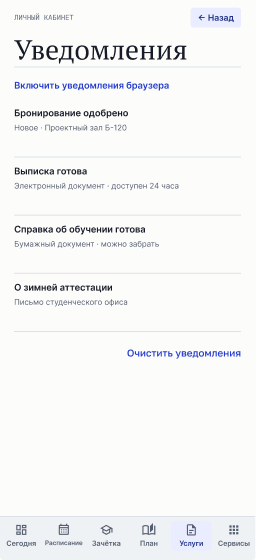 ЛИЧНЫЙ КАБИНЕТ
← Назад
Уведомления
Включить уведомления браузера
Бронирование одобрено
Новое · Проектный зал Б-120
Выписка готова
Электронный документ · доступен 24 часа
Справка об обучении готова
Бумажный документ · можно забрать
О зимней аттестации
Письмо студенческого офиса
Очистить уведомления
Сегодня Расписание Зачётка План Услуги Сервисы